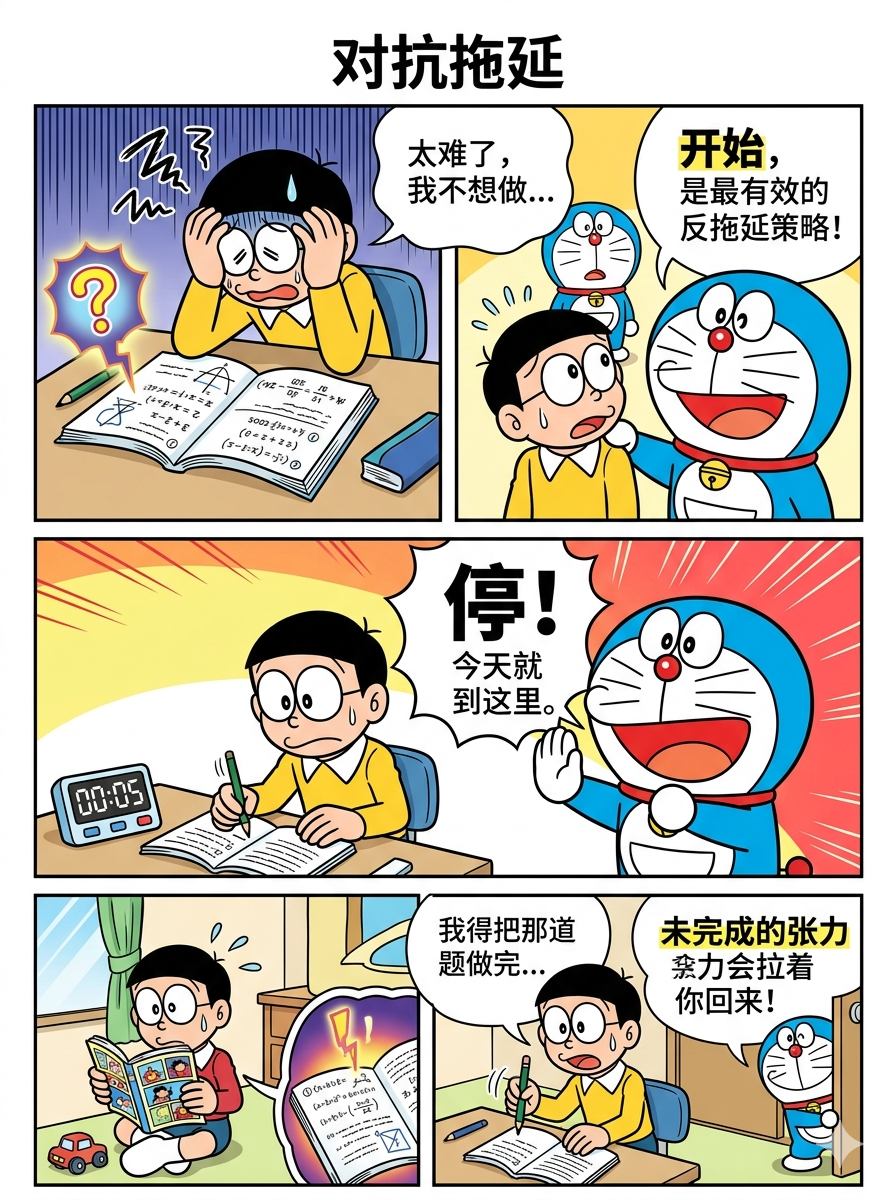 对抗拖延
太难了，
我不想做...
开始，
是最有效的
反拖延策略！
停！
今天就
到这里。
00:05
我得把那道
题做完...
未完成的张力
力会拉着
你回来！